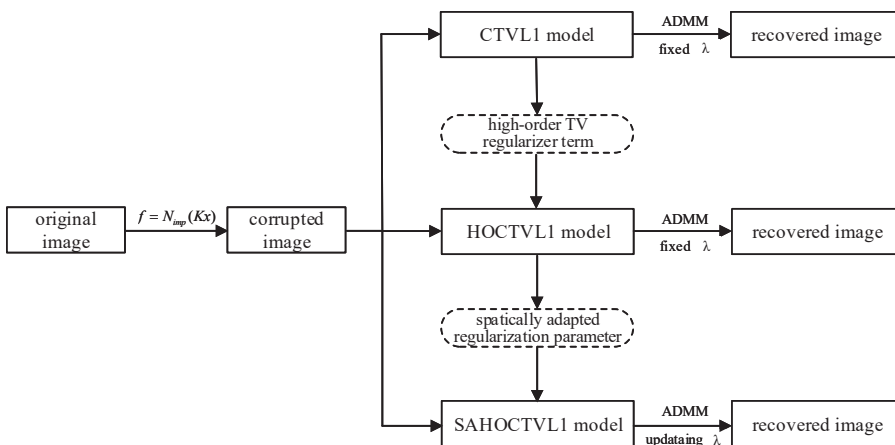 CTVL1 model
ADMM
fixed λ
recovered image
high-order TV
regularizer term
original
image
f = N_imp(Kx)
corrupted
image
HOCTVL1 model
ADMM
fixed λ
recovered image
spatically adapted
regularization parameter
SAHOCTVL1 model
ADMM
updataing λ
recovered image